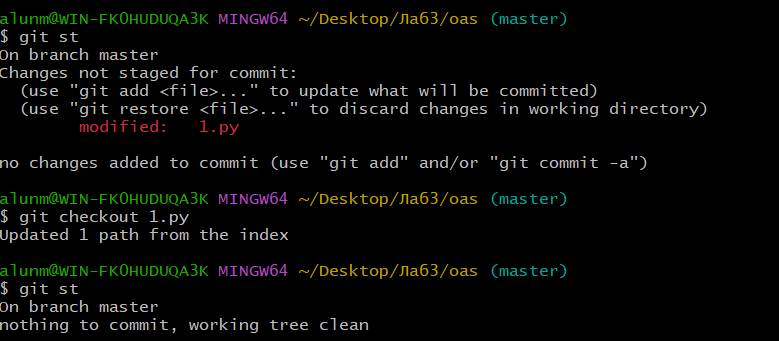 alunm@WIN-FK0HUDUQA3K MINGW64 ~/Desktop/Ла63/oas (master)
$ git st
On branch master
Changes not staged for commit:
  (use "git add <file>..." to update what will be committed)
  (use "git restore <file>..." to discard changes in working directory)
        modified:   1.py

no changes added to commit (use "git add" and/or "git commit -a")

alunm@WIN-FK0HUDUQA3K MINGW64 ~/Desktop/Ла63/oas (master)
$ git checkout 1.py
Updated 1 path from the index

alunm@WIN-FK0HUDUQA3K MINGW64 ~/Desktop/Ла63/oas (master)
$ git st
On branch master
nothing to commit, working tree clean